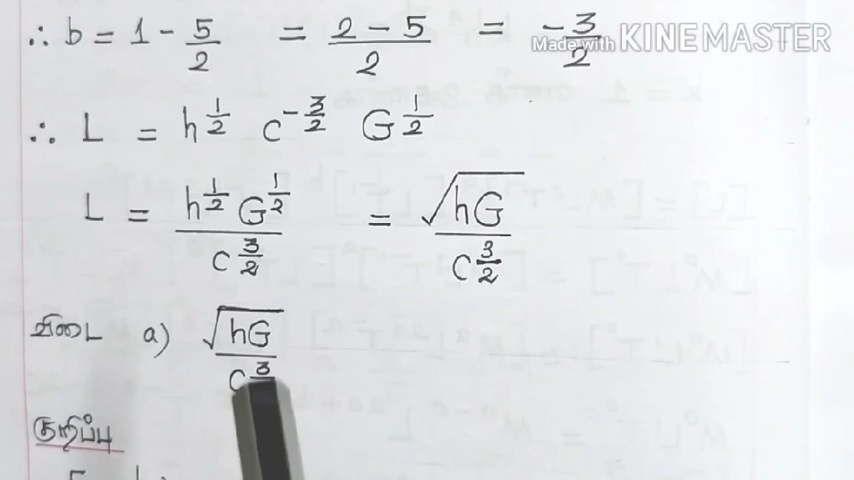 ∴ b = 1 - 5/2 = (2 - 5)/2 = -3/2
Made with KINEMASTER
∴ L = h^(1/2) c^(-3/2) G^(1/2)
L = (h^(1/2) G^(1/2))/(c^(3/2)) = √(hG)/(c^(3/2))
விடை a) √(hG)/(c^3
குறிப்பு